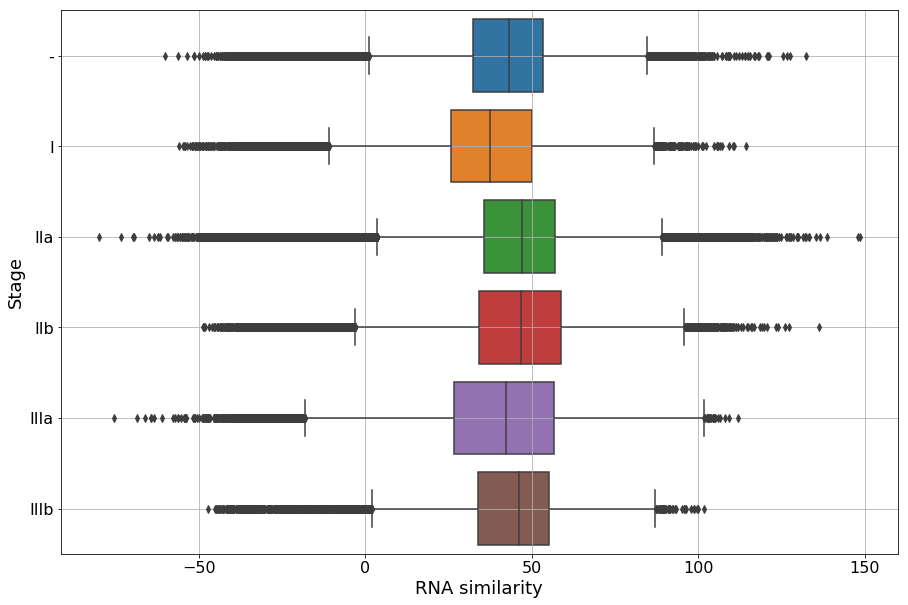 Stage
-
I
IIa
IIb
IIIa
IIIb
−50 0 50 100 150
RNA similarity